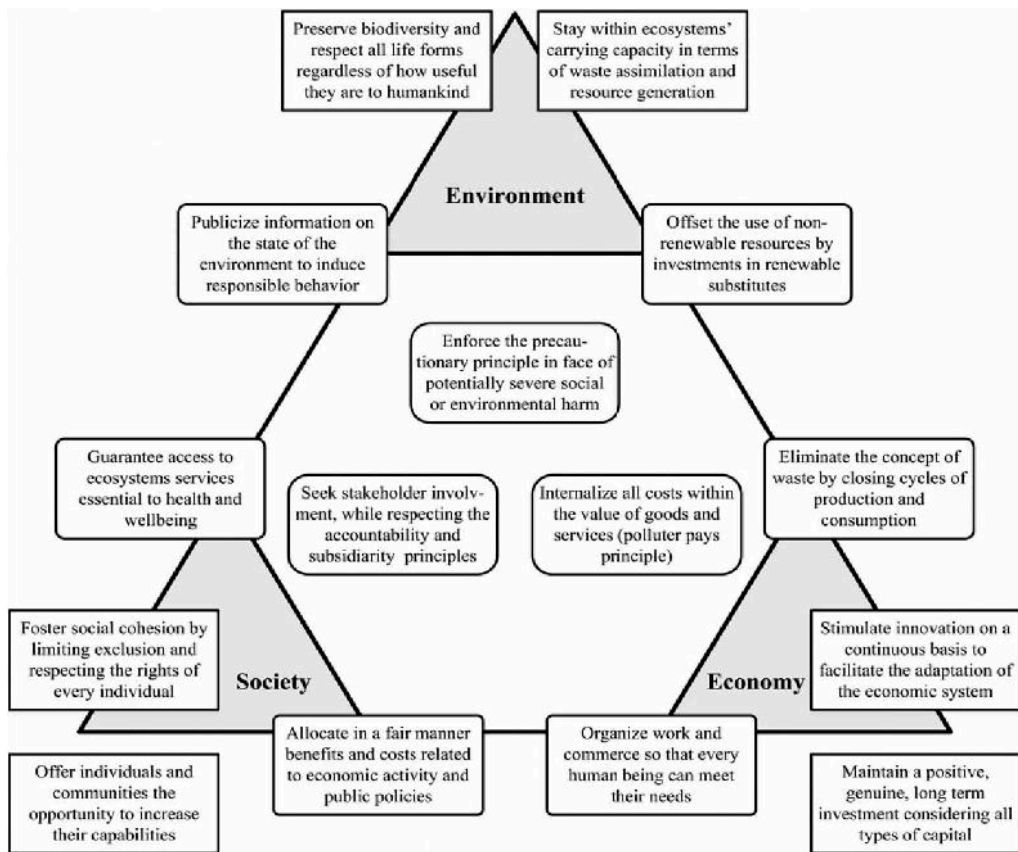 Preserve biodiversity and
respect all life forms
regardless of how useful
they are to humankind
Stay within ecosystems'
carrying capacity in terms
of waste assimilation and
resource generation
Environment
Publicize information on
the state of the
environment to induce
responsible behavior
Offset the use of non-
renewable resources by
investments in renewable
substitutes
Enforce the precau-
tionary principle in face of
potentially severe social
or environmental harm
Guarantee access to
ecosystems services
essential to health and
wellbeing
Seek stakeholder involv-
ment, while respecting the
accountability and
subsidiarity principles
Internalize all costs within
the value of goods and
services (polluter pays
principle)
Eliminate the concept of
waste by closing cycles of
production and
consumption
Foster social cohesion by
limiting exclusion and
respecting the rights of
every individual
Society
Economy
Stimulate innovation on a
continuous basis to
facilitate the adaptation of
the economic system
Allocate in a fair manner
benefits and costs related
to economic activity and
public policies
Organize work and
commerce so that every
human being can meet
their needs
Offer individuals and
communities the
opportunity to increase
their capabilities
Maintain a positive,
genuine, long term
investment considering all
types of capital